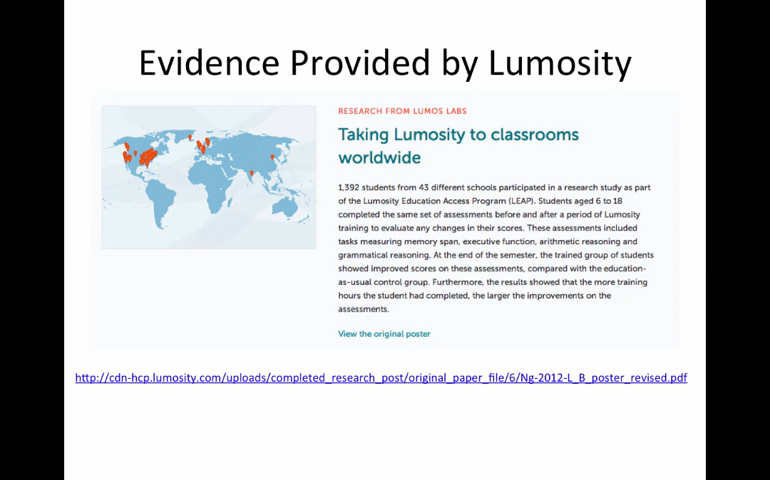 Evidence Provided by Lumosity
RESEARCH FROM LUMOS LABS
Taking Lumosity to classrooms
worldwide
1,392 students from 43 different schools participated in a research study as part
of the Lumosity Education Access Program (LEAP). Students aged 6 to 18
completed the same set of assessments before and after a period of Lumosity
training to evaluate any changes in their scores. These assessments included
tasks measuring memory span, executive function, arithmetic reasoning and
grammatical reasoning. At the end of the semester, the trained group of students
showed improved scores on these assessments, compared with the education-
as-usual control group. Furthermore, the results showed that the more training
hours the student had completed, the larger the improvements on the
assessments.
View the original poster
http://cdn-hcp.lumosity.com/uploads/completed_research_post/original_paper_file/6/Ng-2012-L_B_poster_revised.pdf